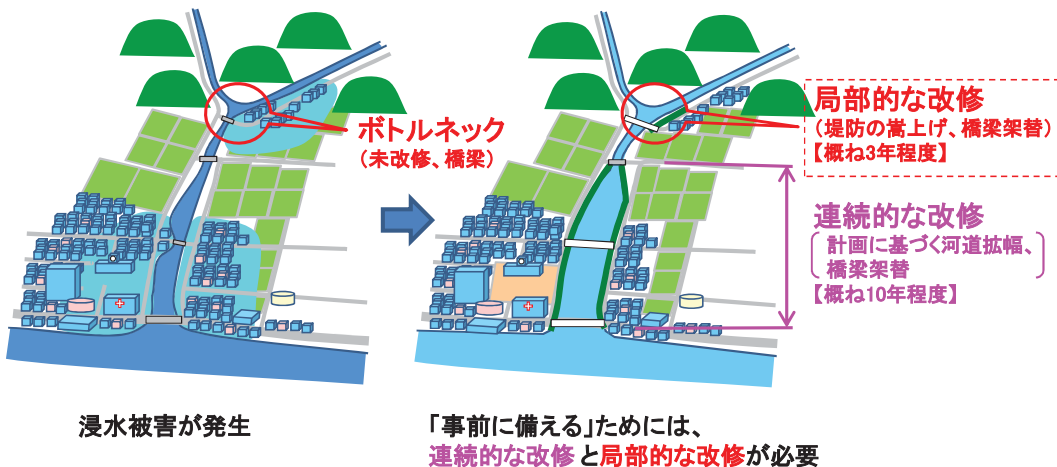 ボトルネック
(未改修、橋梁)
局部的な改修
(堤防の嵩上げ、橋梁架替)
【概ね3年程度】
連続的な改修
計画に基づく河道拡幅、
橋梁架替
【概ね10年程度】
浸水被害が発生
「事前に備える」ためには、
連続的な改修と局部的な改修が必要